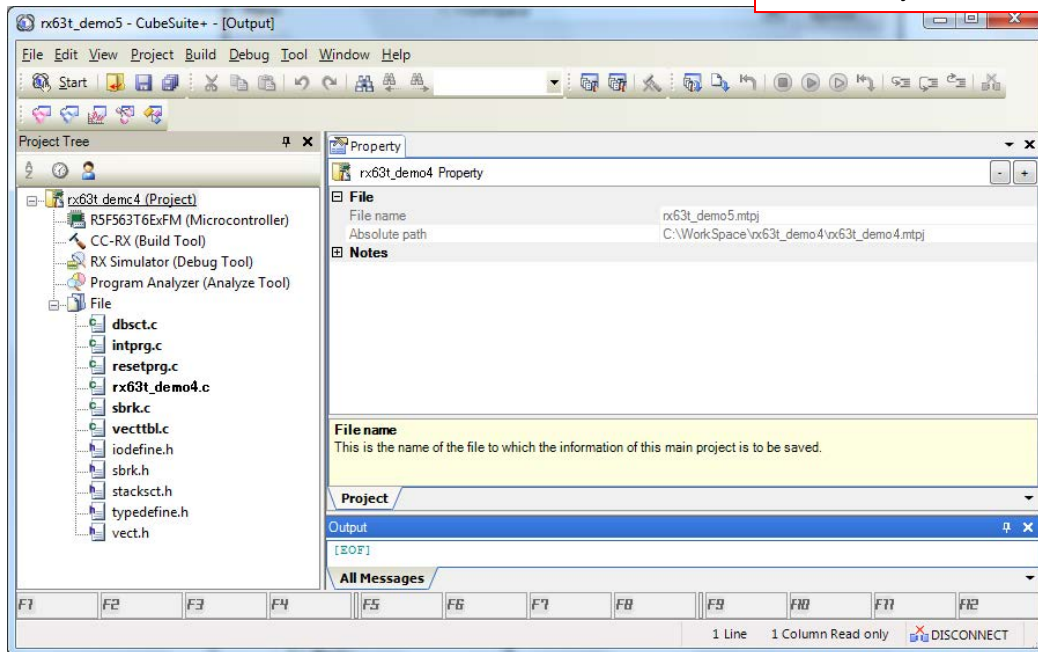 rx63t_demo5 - CubeSuite+ - [Output]
File Edit View Project Build Debug Tool Window Help
Start
Project Tree
Property
rx63t_demo4 Property
rx63t demc4 (Project)
R5F563T6ExFM (Microcontroller)
CC-RX (Build Tool)
RX Simulator (Debug Tool)
Program Analyzer (Analyze Tool)
File
dbsct.c
intprg.c
resetprg.c
rx63t_demo4.c
sbrk.c
vecttbl.c
iodefine.h
sbrk.h
stacksct.h
typedefine.h
vect.h
File
File name rx63t_demo5.mtpj
Absolute path C:\WorkSpace\rx63t_demo4\rx63t_demo4.mtpj
Notes
File name
This is the name of the file to which the information of this main project is to be saved.
Project
Output
[EOF]
All Messages
F1 F2 F3 F4 F5 F6 F7 F8 F9 F10 F11 F12
1 Line 1 Column Read only DISCONNECT